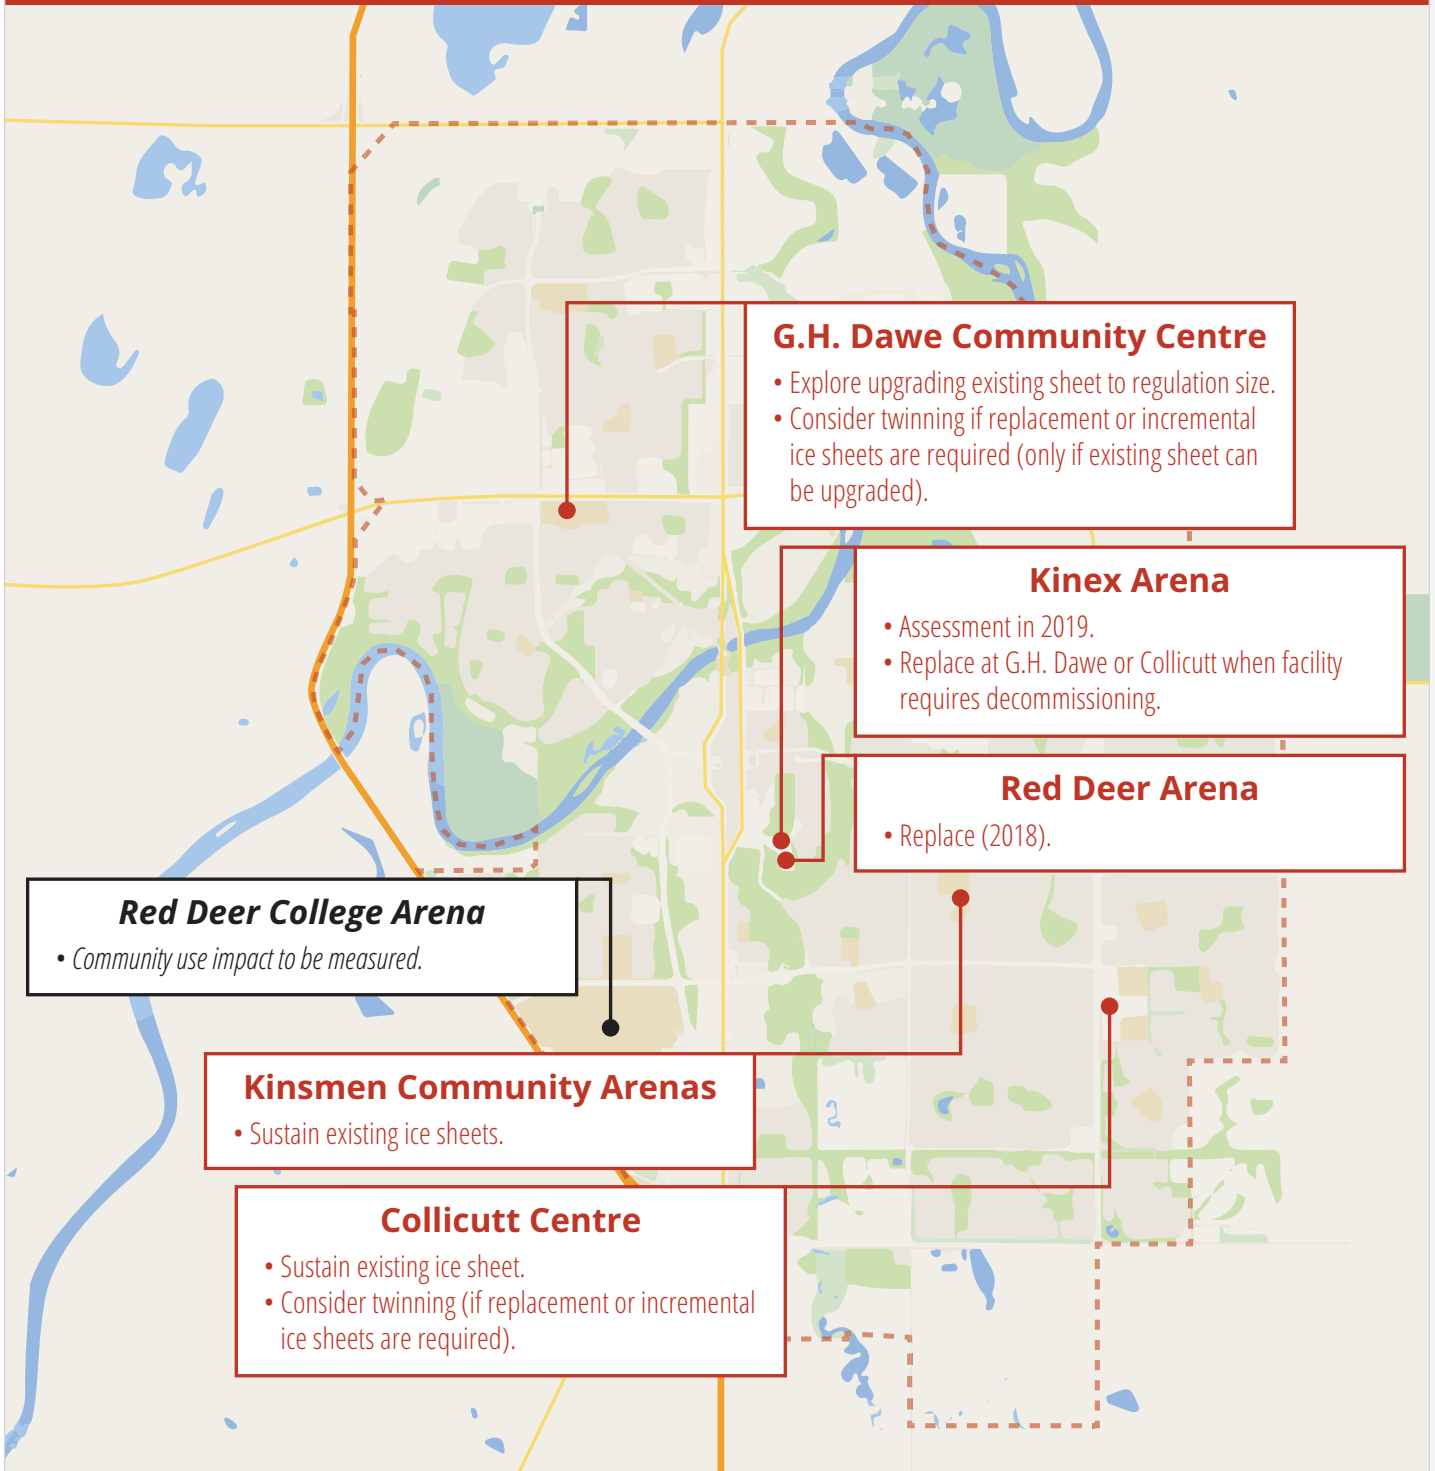 G.H. Dawe Community Centre
• Explore upgrading existing sheet to regulation size.
• Consider twinning if replacement or incremental
ice sheets are required (only if existing sheet can
be upgraded).
Kinex Arena
• Assessment in 2019.
• Replace at G.H. Dawe or Collicutt when facility
requires decommissioning.
Red Deer Arena
• Replace (2018).
Red Deer College Arena
• Community use impact to be measured.
Kinsmen Community Arenas
• Sustain existing ice sheets.
Collicutt Centre
• Sustain existing ice sheet.
• Consider twinning (if replacement or incremental
ice sheets are required).